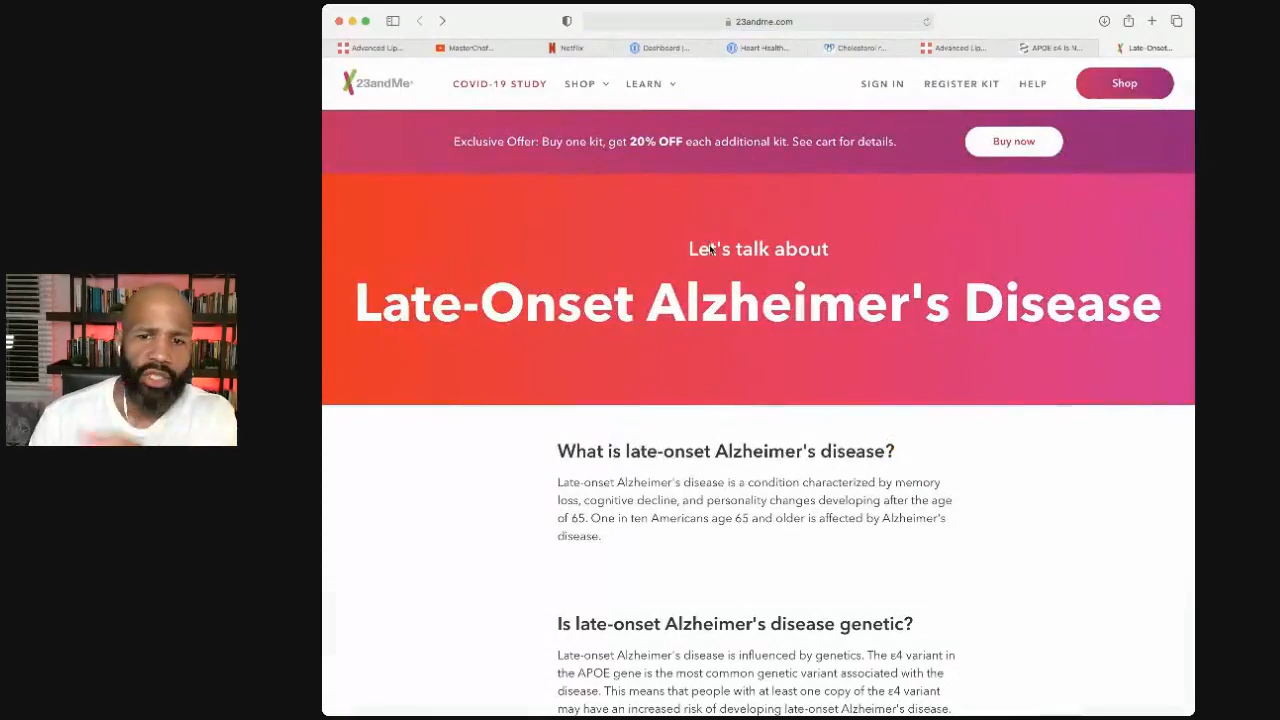 23andme.com
Advanced Lip...
MasterChef...
Netflix
Dashboard |...
Heart Health...
Cholesterol r...
Advanced Lip...
APOE ε4 Is N...
Late-Onset...
23andMe
COVID-19 STUDY
SHOP
LEARN
SIGN IN
REGISTER KIT
HELP
Shop
Exclusive Offer: Buy one kit, get 20% OFF each additional kit. See cart for details.
Buy now
Let's talk about
Late-Onset Alzheimer's Disease
What is late-onset Alzheimer's disease?
Late-onset Alzheimer's disease is a condition characterized by memory
loss, cognitive decline, and personality changes developing after the age
of 65. One in ten Americans age 65 and older is affected by Alzheimer's
disease.
Is late-onset Alzheimer's disease genetic?
Late-onset Alzheimer's disease is influenced by genetics. The ε4 variant in
the APOE gene is the most common genetic variant associated with the
disease. This means that people with at least one copy of the ε4 variant
may have an increased risk of developing late-onset Alzheimer's disease.